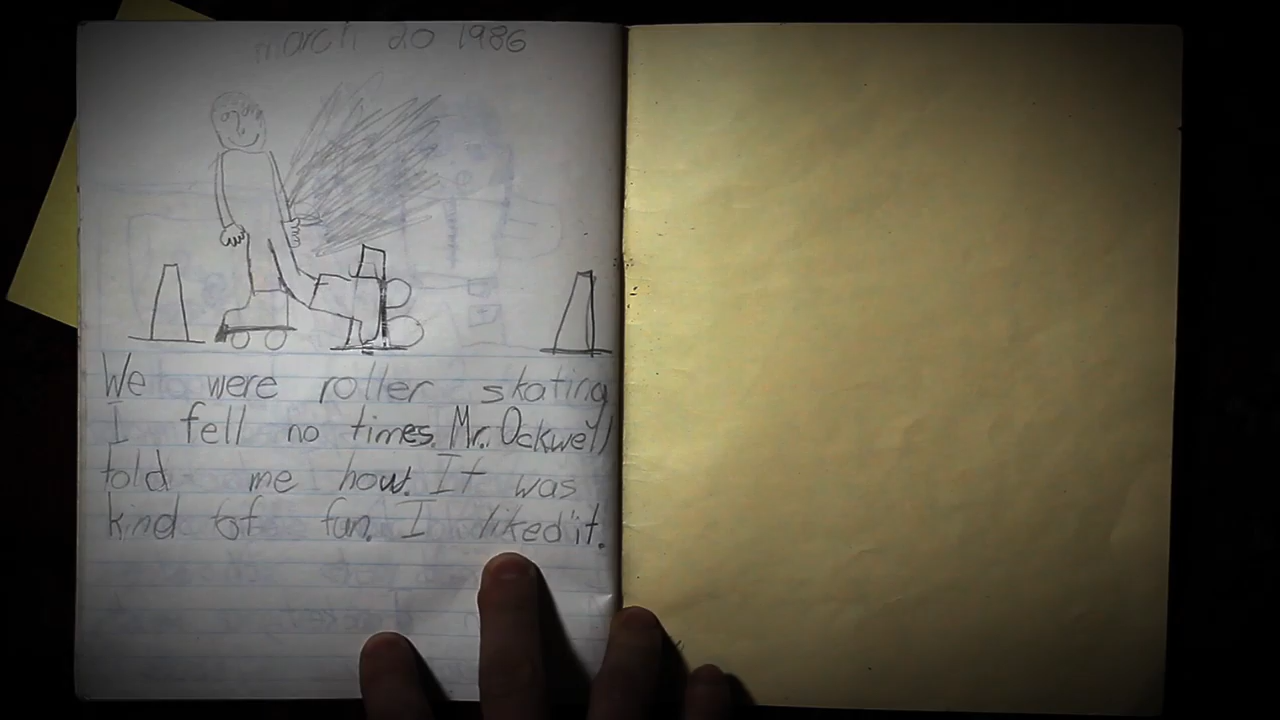 march 20 1986
We were roller skating
I fell no times. Mr. Ockwell
told me how. It was
kind of fun. I liked it.